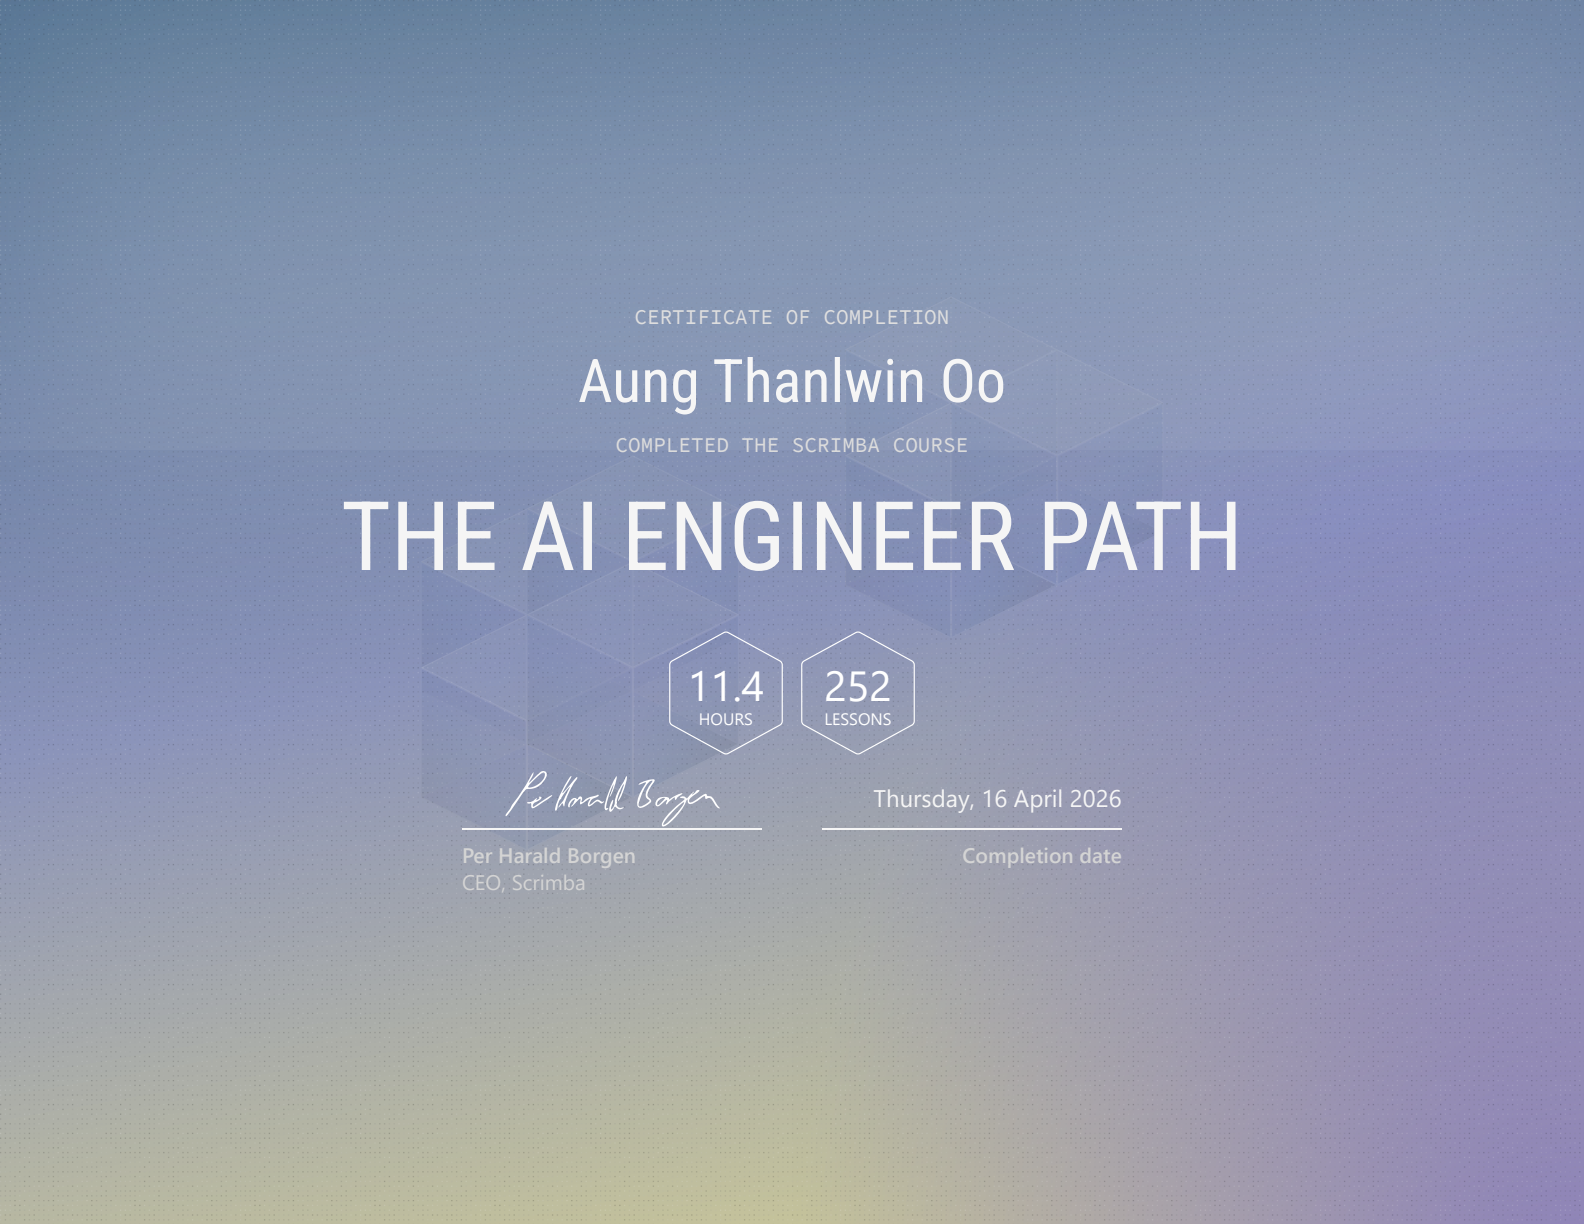 CERTIFICATE OF COMPLETION
Aung Thanlwin Oo
COMPLETED THE SCRIMBA COURSE
THE AI ENGINEER PATH
11.4
HOURS
252
LESSONS
Per Harald Borgen
Thursday, 16 April 2026
Per Harald Borgen
Completion date
CEO, Scrimba